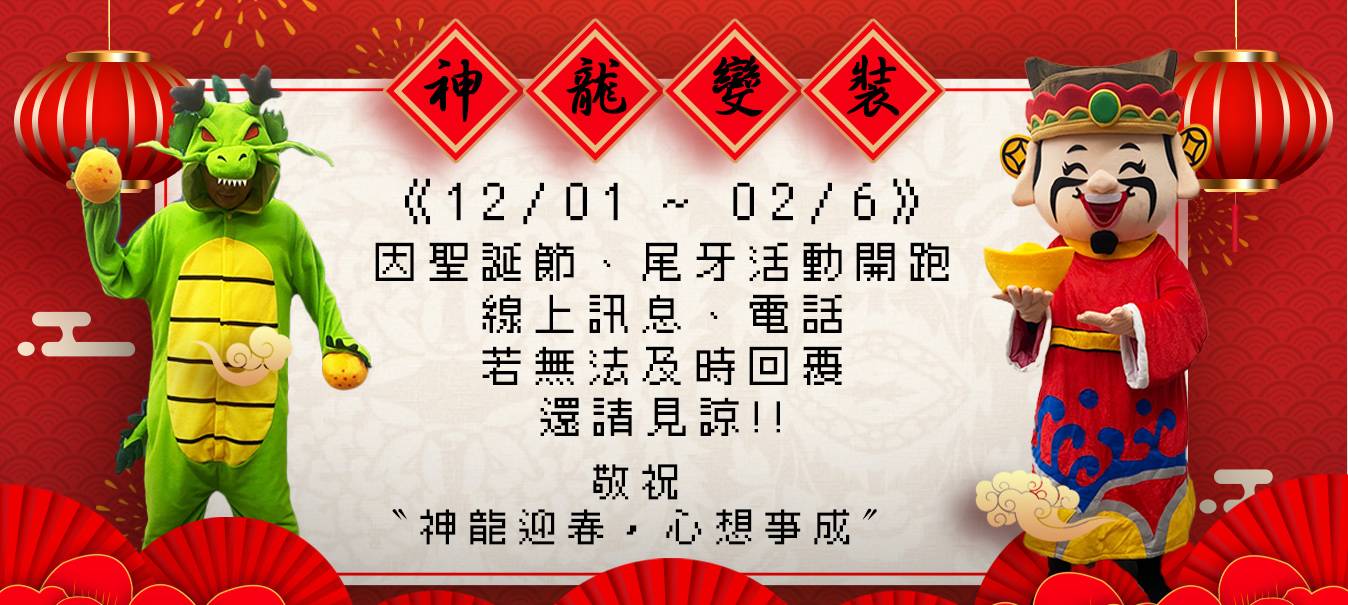 神龍變裝
《12/01 ~ 02/6》
因聖誕節、尾牙活動開跑
線上訊息、電話
若無法及時回覆
還請見諒!!
敬祝
〝神龍迎春，心想事成〞